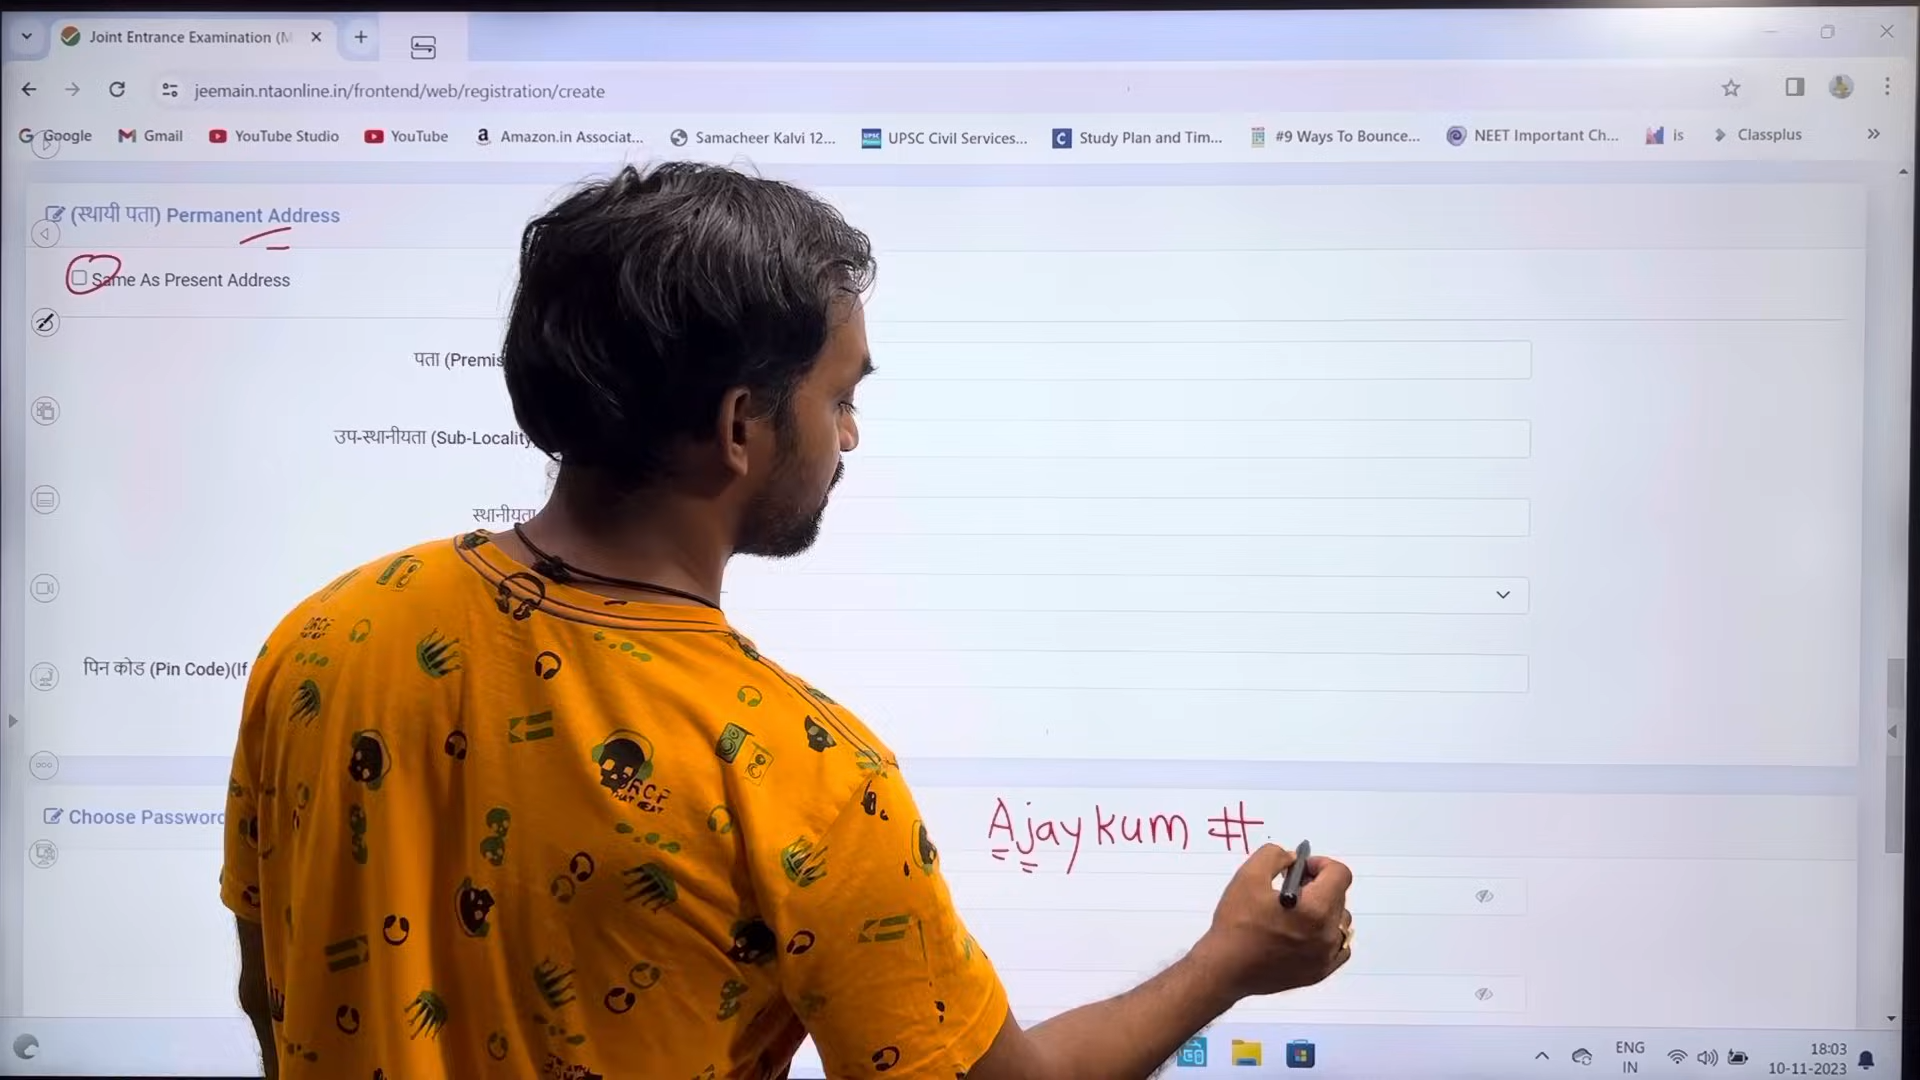 Joint Entrance Examination (M
jeemain.ntaonline.in/frontend/web/registration/create
Google Gmail YouTube Studio YouTube Amazon.in Associat... Samacheer Kalvi 12... UPSC Civil Services... Study Plan and Tim... #9 Ways To Bounce... NEET Important Ch... is Classplus
(स्थायी पता) Permanent Address
Same As Present Address
पता (Premis
उप-स्थानीयता (Sub-Locality
स्थानीयता
पिन कोड (Pin Code)(If
Choose Password
Ajaykum #
ENG
IN
18:03
10-11-2023